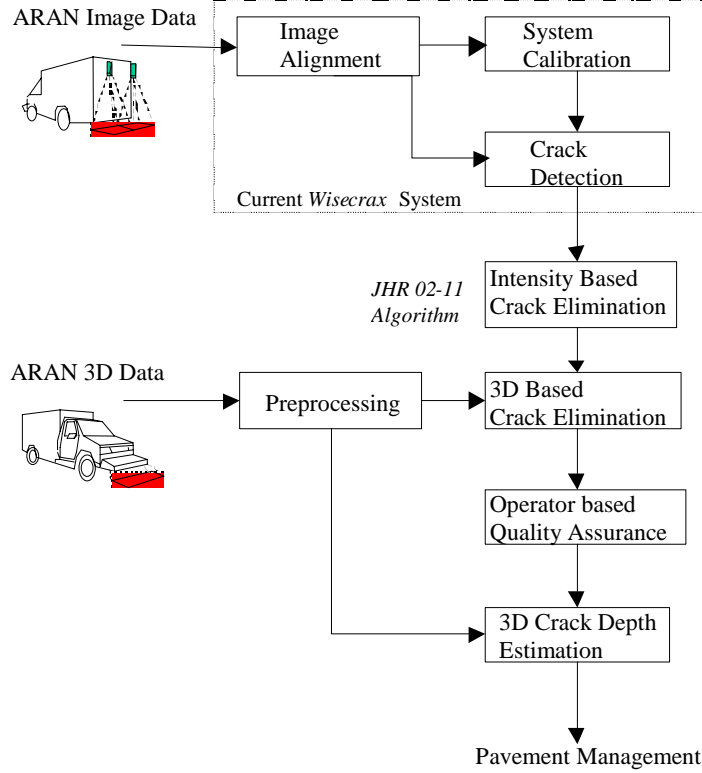 ARAN Image Data
Image
Alignment
System
Calibration
Crack
Detection
Current Wisecrax System
Intensity Based
Crack Elimination
JHR 02-11
Algorithm
ARAN 3D Data
Preprocessing
3D Based
Crack Elimination
Operator based
Quality Assurance
3D Crack Depth
Estimation
Pavement Management